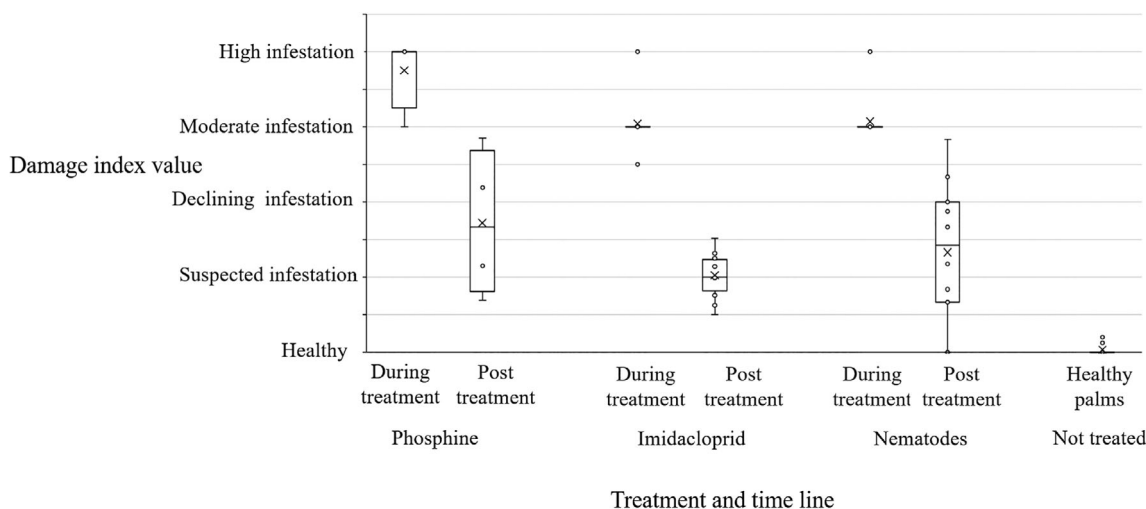 High infestation
Moderate infestation
Damage index value
Declining infestation
Suspected infestation
Healthy
During treatment
Post treatment
During treatment
Post treatment
During treatment
Post treatment
Healthy palms
Phosphine
Imidacloprid
Nematodes
Not treated
Treatment and time line